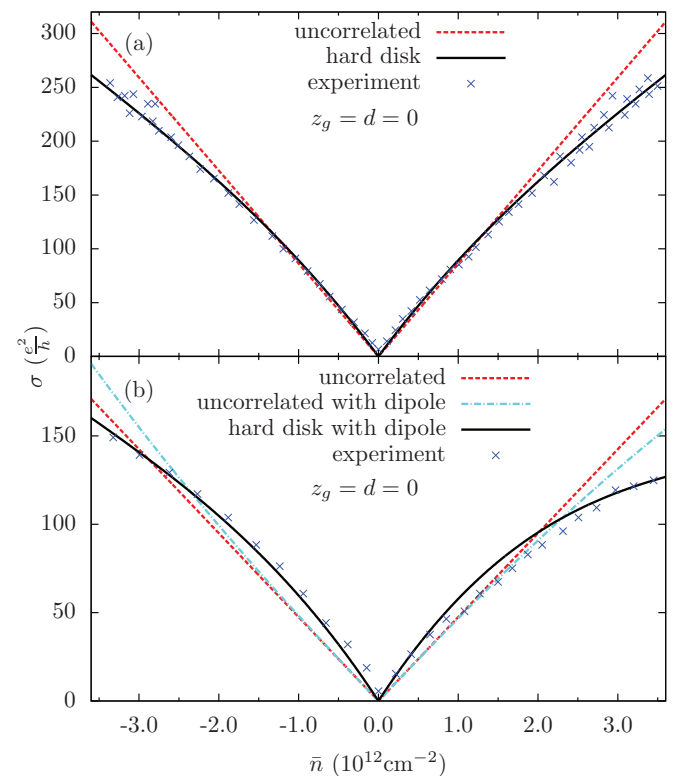 300
250
200
150
100
50
0
(a)
uncorrelated
hard disk
experiment
z_g = d = 0
σ (e²/h)
150
100
50
0
(b)
uncorrelated
uncorrelated with dipole
hard disk with dipole
experiment
z_g = d = 0
-3.0 -2.0 -1.0 0.0 1.0 2.0 3.0
n̄ (10¹²cm⁻²)